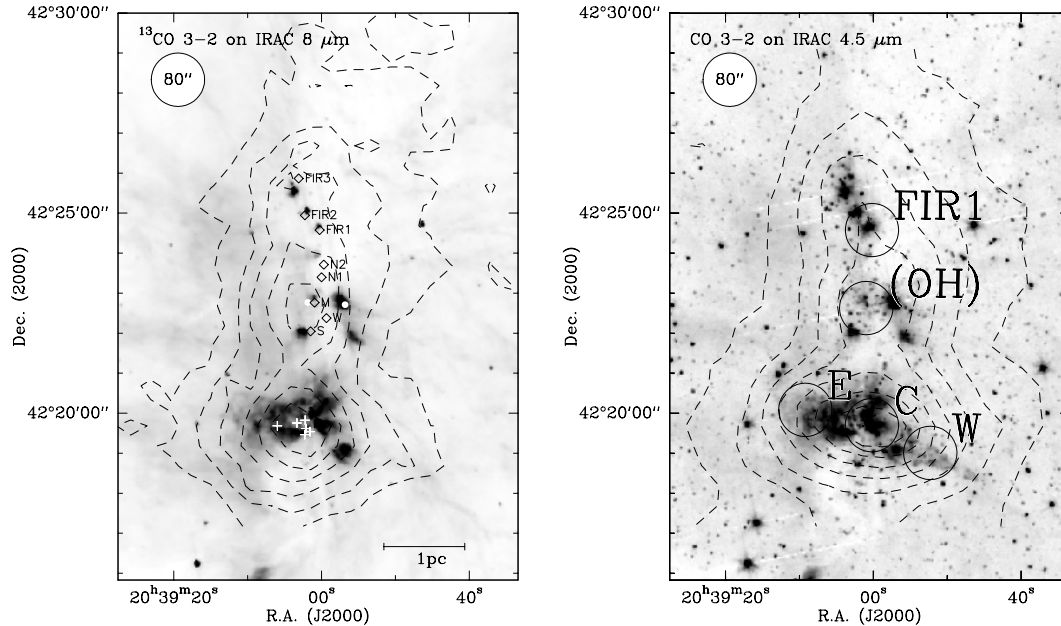 ¹³CO 3−2 on IRAC 8 μm
80"
FIR3
FIR2
FIR1
N2
N1
M
W
S
1pc
42°30'00"
42°25'00"
42°20'00"
Dec. (2000)
20ʰ39ᵐ20ˢ
00ˢ
40ˢ
R.A. (J2000)
CO 3−2 on IRAC 4.5 μm
80"
FIR1
(OH)
E
C
W
42°30'00"
42°25'00"
42°20'00"
Dec. (2000)
20ʰ39ᵐ20ˢ
00ˢ
40ˢ
R.A. (J2000)